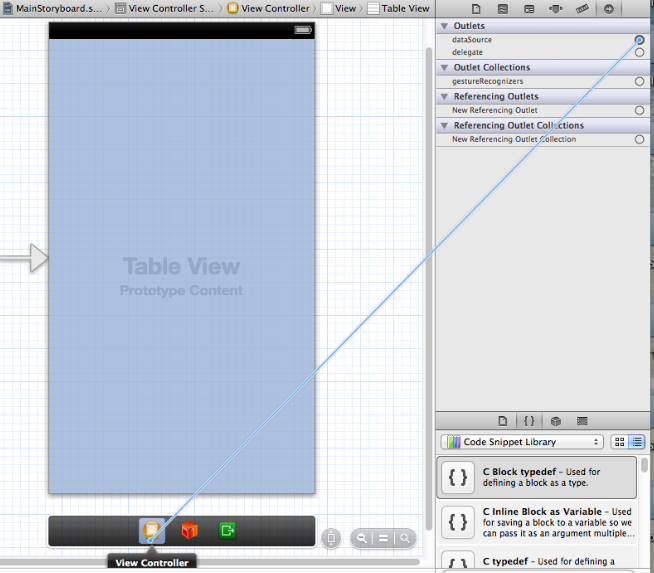 MainStoryboard.s... View Controller S... View Controller View Table View
Outlets
dataSource
delegate
Outlet Collections
gestureRecognizers
Referencing Outlets
New Referencing Outlet
Referencing Outlet Collections
New Referencing Outlet Collection
Table View
Prototype Content
{ }
Code Snippet Library
{ } C Block typedef – Used for
defining a block as a type.
{ } C Inline Block as Variable – Used
for saving a block to a variable so we
can pass it as an argument multiple...
{ } C typedef – Used for defining a
View Controller